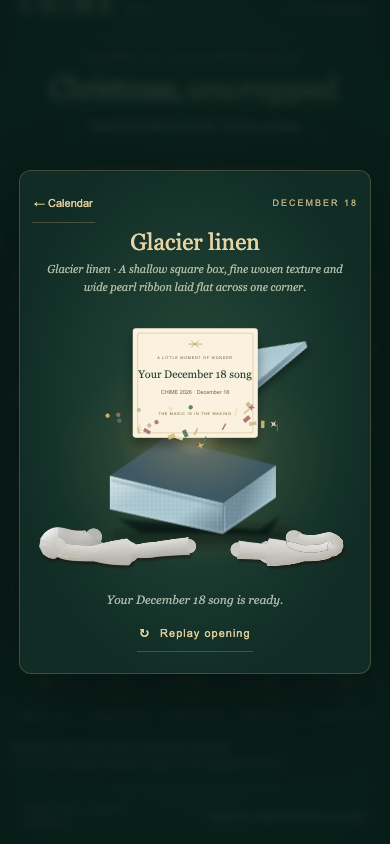 ← Calendar
DECEMBER 18
Glacier linen
Glacier linen · A shallow square box, fine woven texture and
wide pearl ribbon laid flat across one corner.
A LITTLE MOMENT OF WONDER
Your December 18 song
CHIME 2026 · December 18
THE MAGIC IS IN THE MAKING
Your December 18 song is ready.
↻ Replay opening